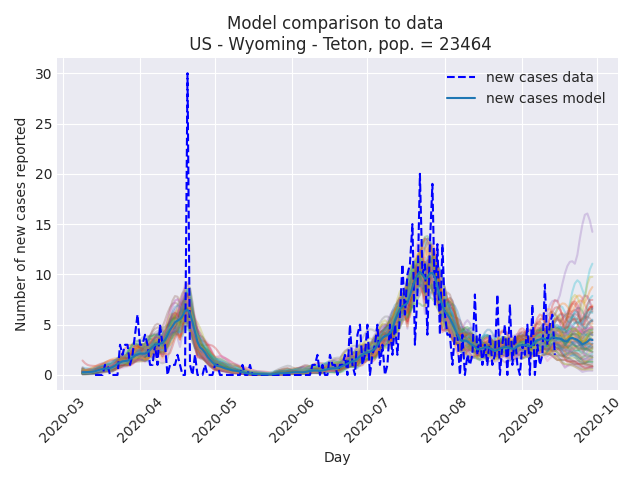 Model comparison to data
US - Wyoming - Teton, pop. = 23464
new cases data
new cases model
Number of new cases reported
30
25
20
15
10
5
0
2020-03
2020-04
2020-05
2020-06
2020-07
2020-08
2020-09
2020-10
Day